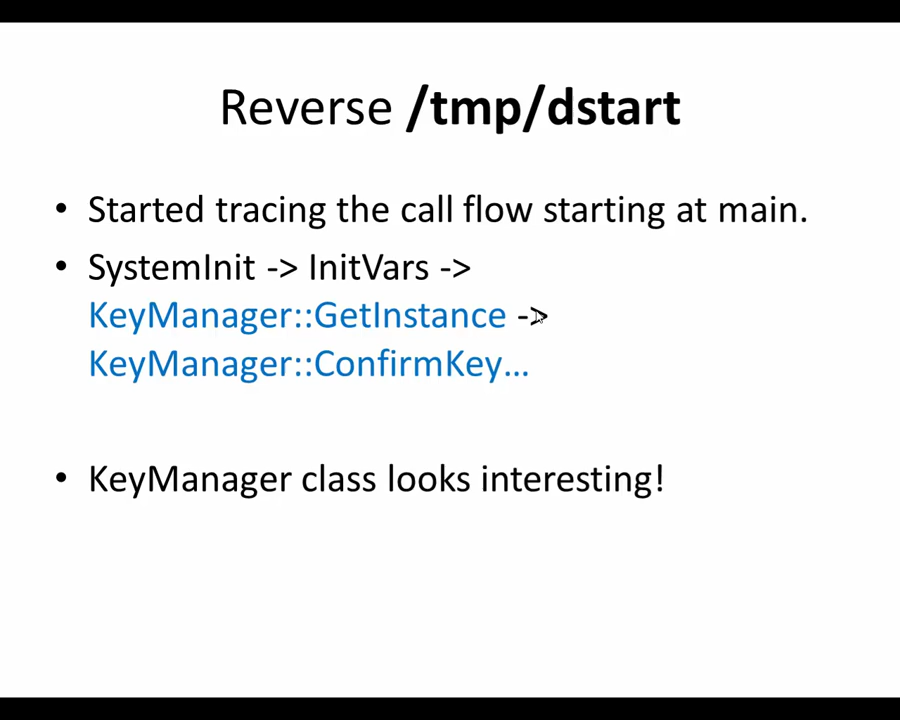 Reverse /tmp/dstart
• Started tracing the call flow starting at main.
• SystemInit -> InitVars ->
KeyManager::GetInstance ->
KeyManager::ConfirmKey...
• KeyManager class looks interesting!